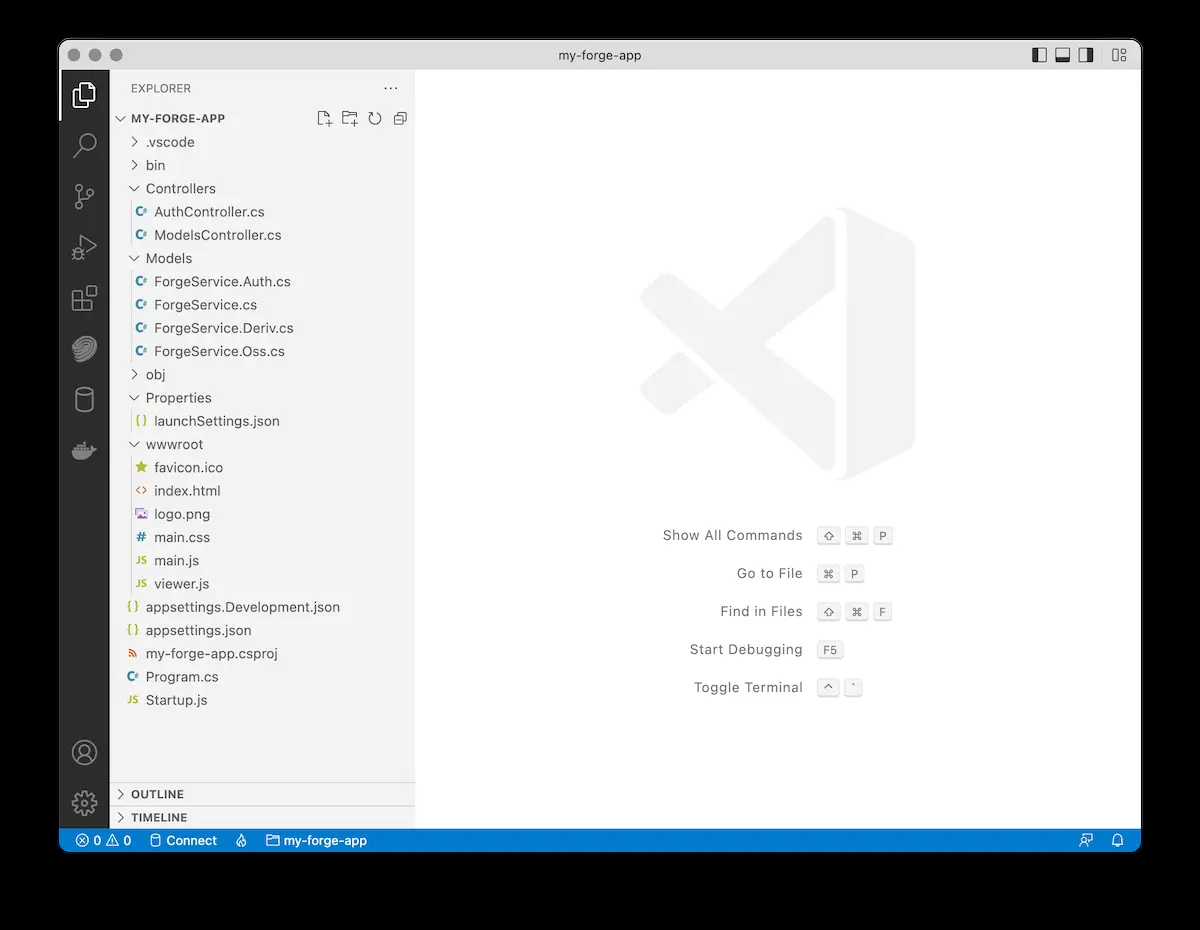 my-forge-app
EXPLORER
MY-FORGE-APP
.vscode
bin
Controllers
AuthController.cs
ModelsController.cs
Models
ForgeService.Auth.cs
ForgeService.cs
ForgeService.Deriv.cs
ForgeService.Oss.cs
obj
Properties
launchSettings.json
wwwroot
favicon.ico
index.html
logo.png
main.css
JS main.js
JS viewer.js
appsettings.Development.json
appsettings.json
my-forge-app.csproj
Program.cs
JS Startup.js
OUTLINE
TIMELINE
Show All Commands ⇧ ⌘ P
Go to File ⌘ P
Find in Files ⇧ ⌘ F
Start Debugging F5
Toggle Terminal ^ `
0 0 Connect my-forge-app